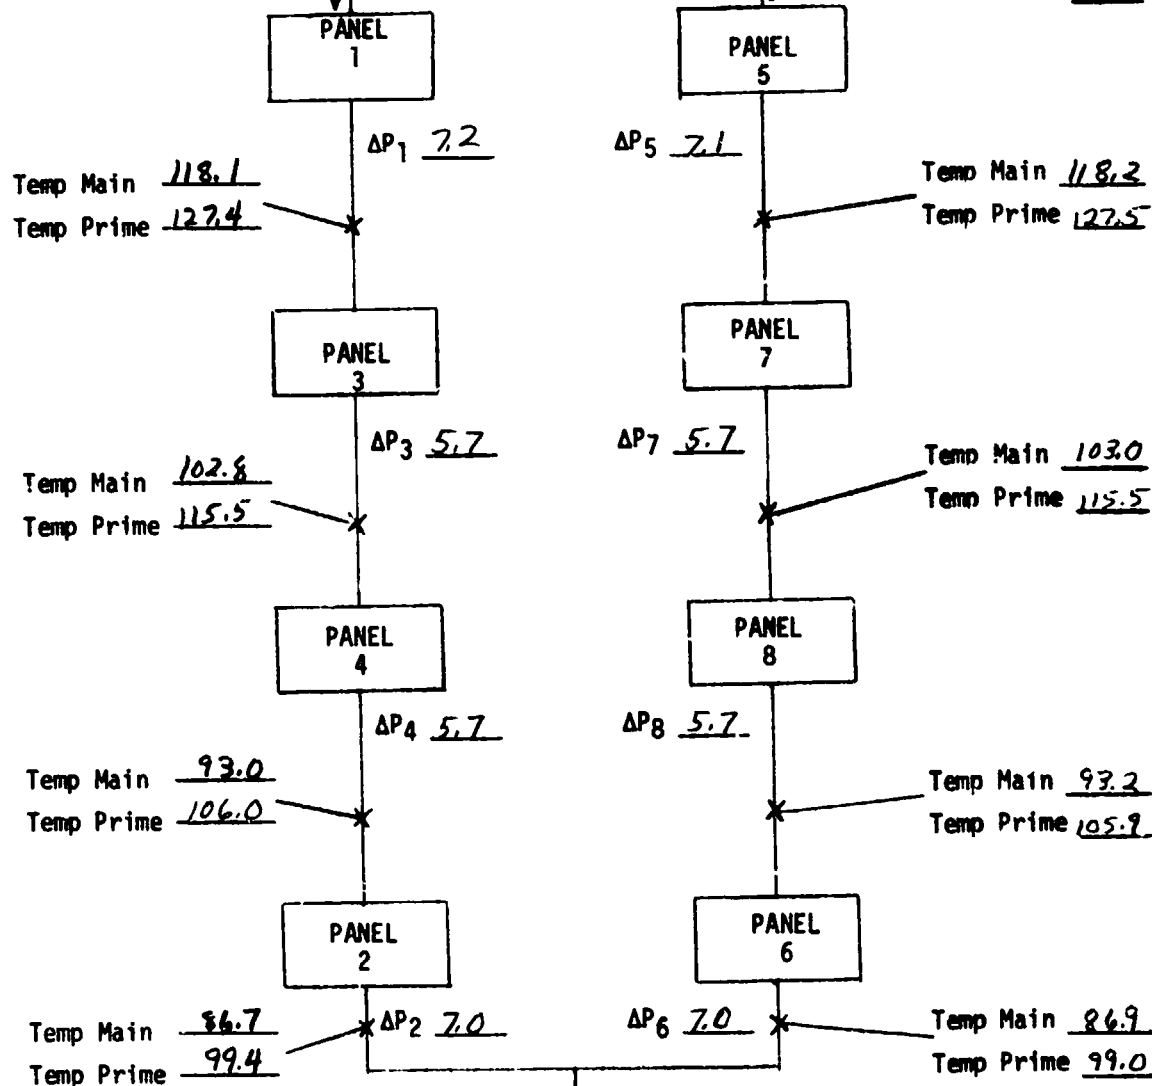 PANEL
1
ΔP1 7.2
Temp Main 118.1
Temp Prime 127.4
PANEL
3
ΔP3 5.7
Temp Main 102.8
Temp Prime 115.5
PANEL
4
ΔP4 5.7
Temp Main 93.0
Temp Prime 106.0
PANEL
2
ΔP2 7.0
Temp Main 86.7
Temp Prime 99.4
PANEL
5
ΔP5 7.1
Temp Main 118.2
Temp Prime 127.5
PANEL
7
ΔP7 5.7
Temp Main 103.0
Temp Prime 115.5
PANEL
8
ΔP8 5.7
Temp Main 93.2
Temp Prime 105.9
PANEL
6
ΔP6 7.0
Temp Main 86.9
Temp Prime 99.0